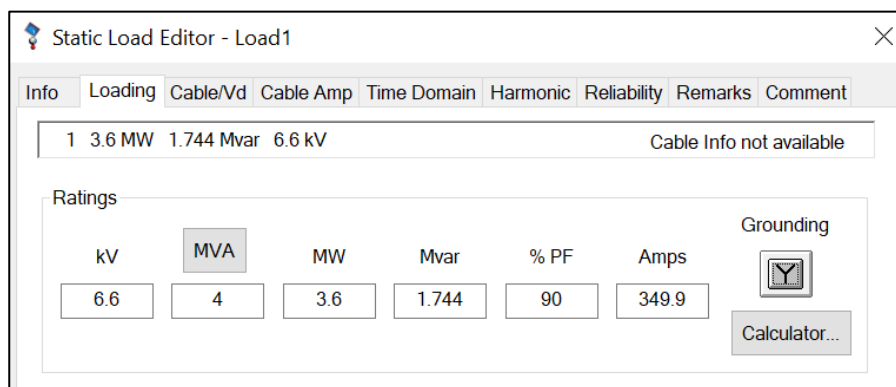 Static Load Editor - Load1
Info Loading Cable/Vd Cable Amp Time Domain Harmonic Reliability Remarks Comment
1 3.6 MW 1.744 Mvar 6.6 kV Cable Info not available
Ratings
Grounding
kV MVA MW Mvar % PF Amps
6.6 4 3.6 1.744 90 349.9
Calculator...